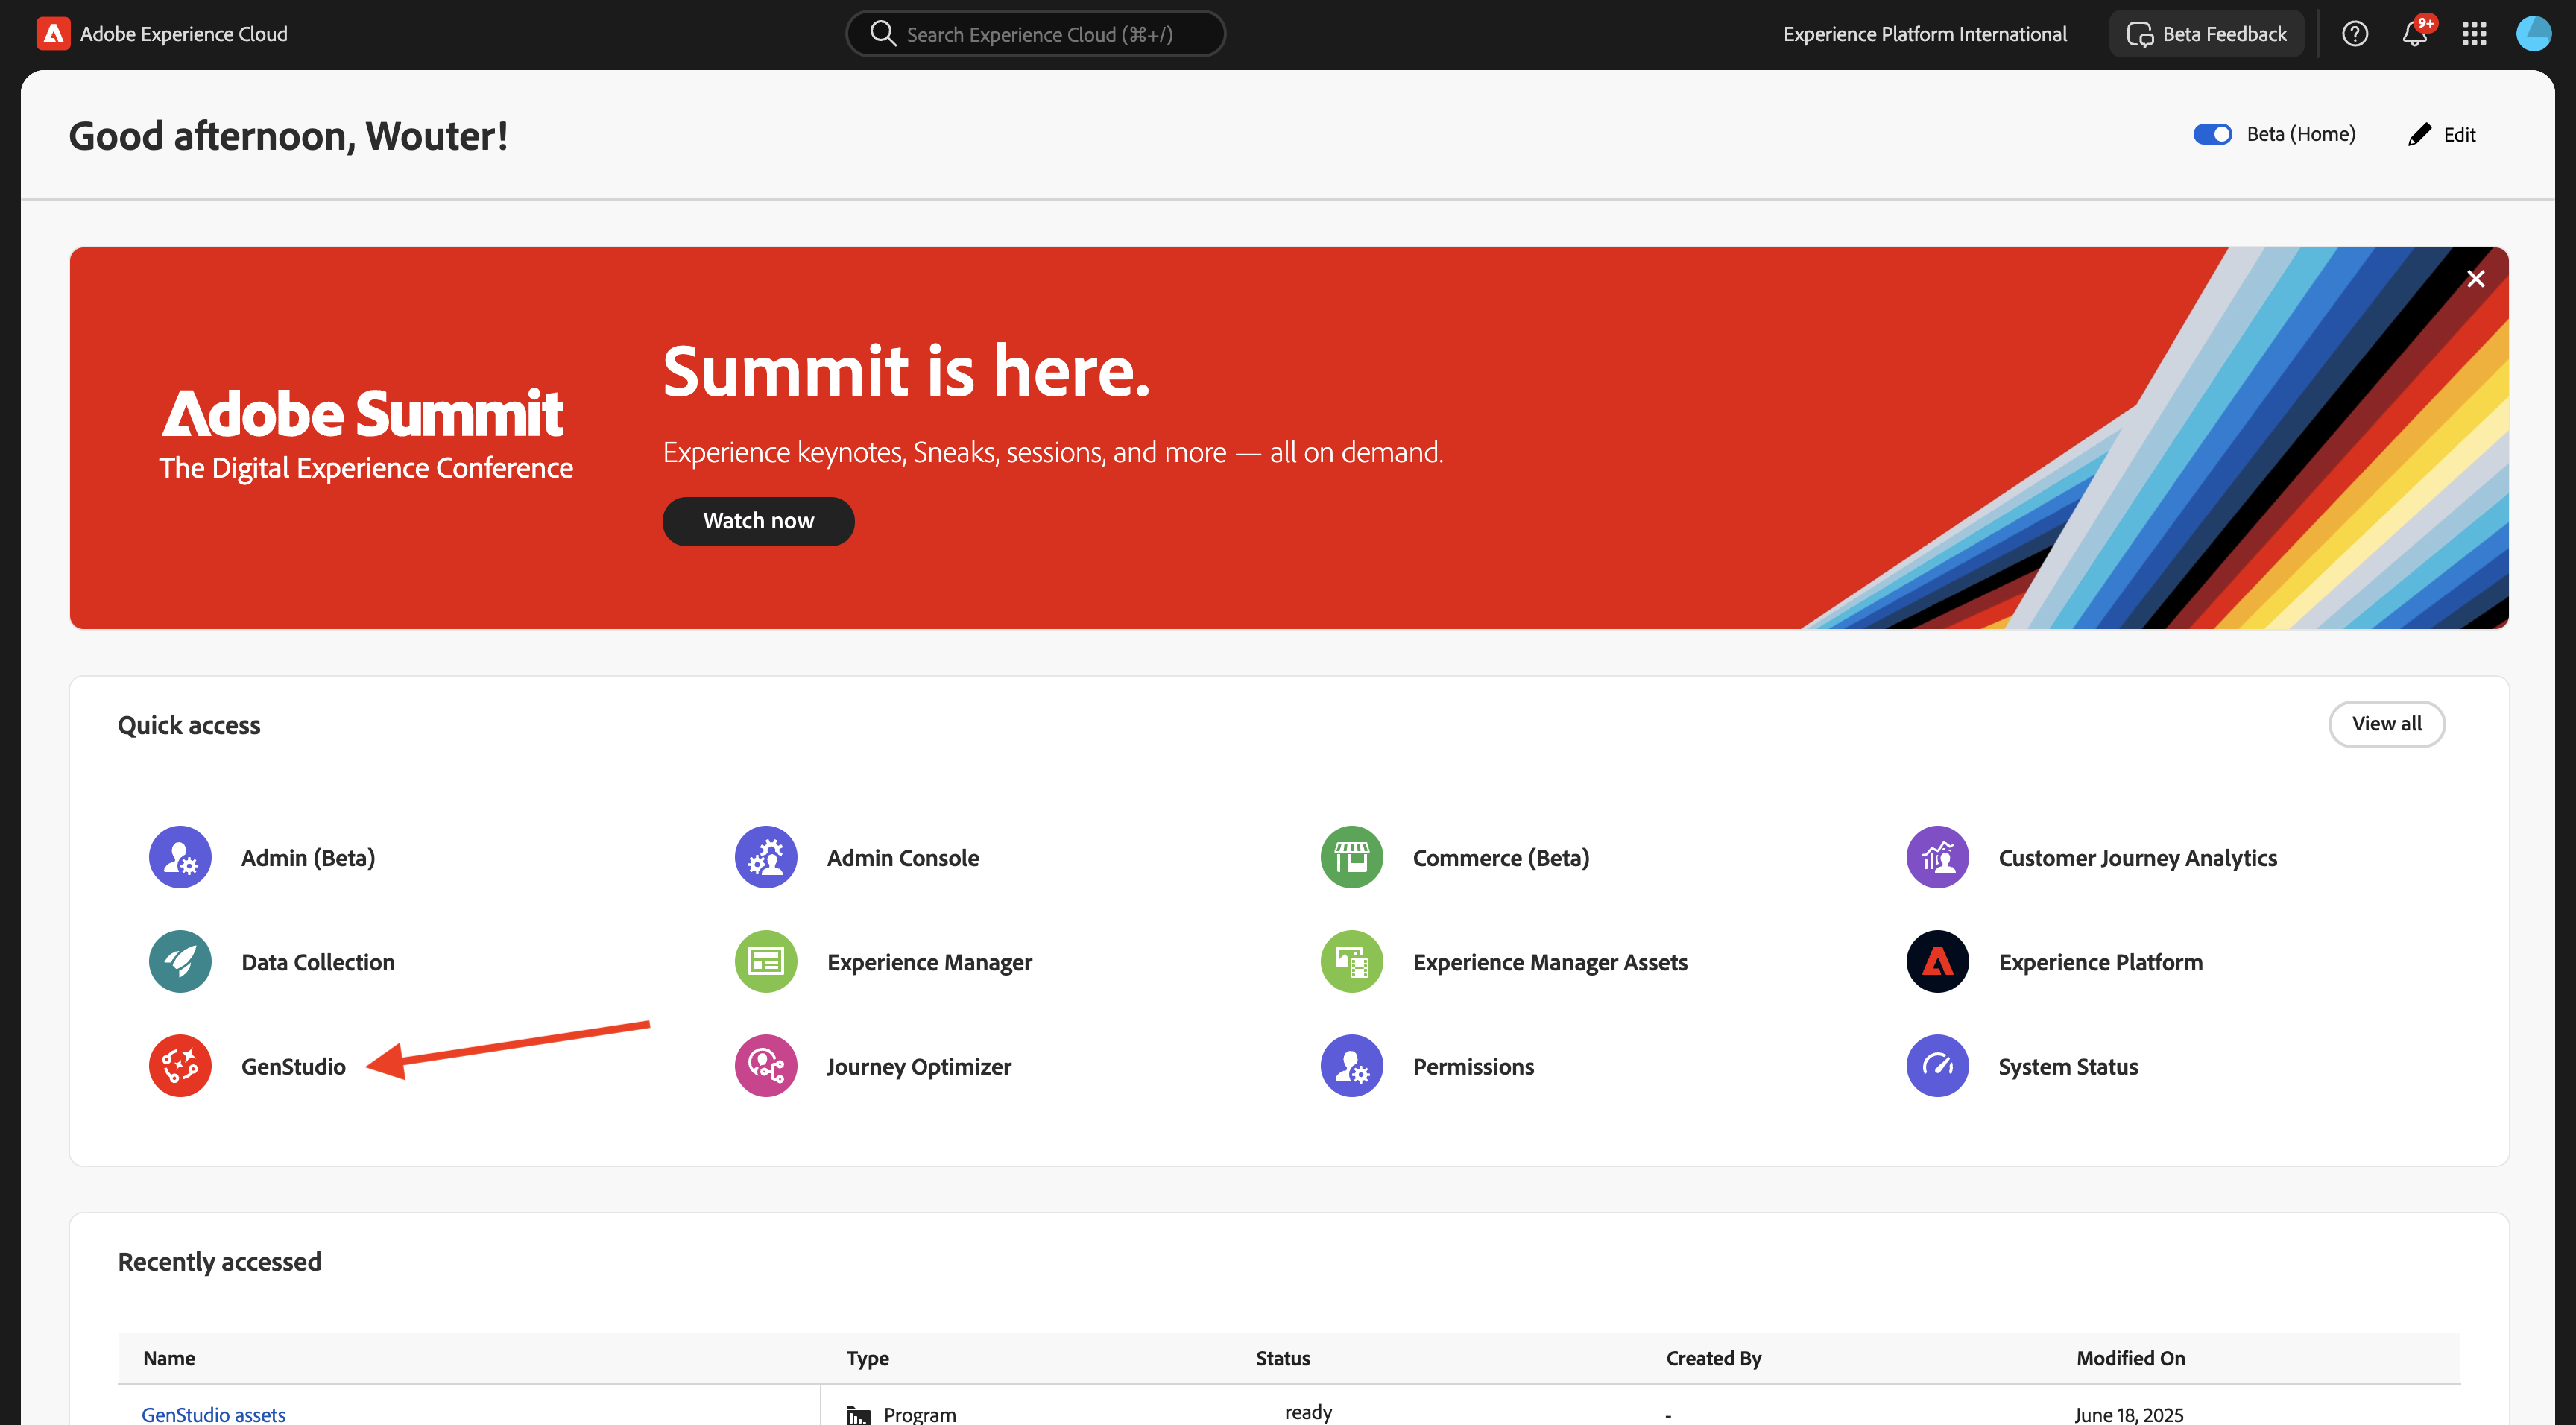 Adobe Experience Cloud
Search Experience Cloud (⌘+/)
Experience Platform International
Beta Feedback
9+
Good afternoon, Wouter!
Beta (Home)
Edit
Adobe Summit
The Digital Experience Conference
Summit is here.
Experience keynotes, Sneaks, sessions, and more — all on demand.
Watch now
Quick access
View all
Admin (Beta)
Admin Console
Commerce (Beta)
Customer Journey Analytics
Data Collection
Experience Manager
Experience Manager Assets
Experience Platform
GenStudio
Journey Optimizer
Permissions
System Status
Recently accessed
Name Type Status Created By Modified On
GenStudio assets Program ready - June 18, 2025